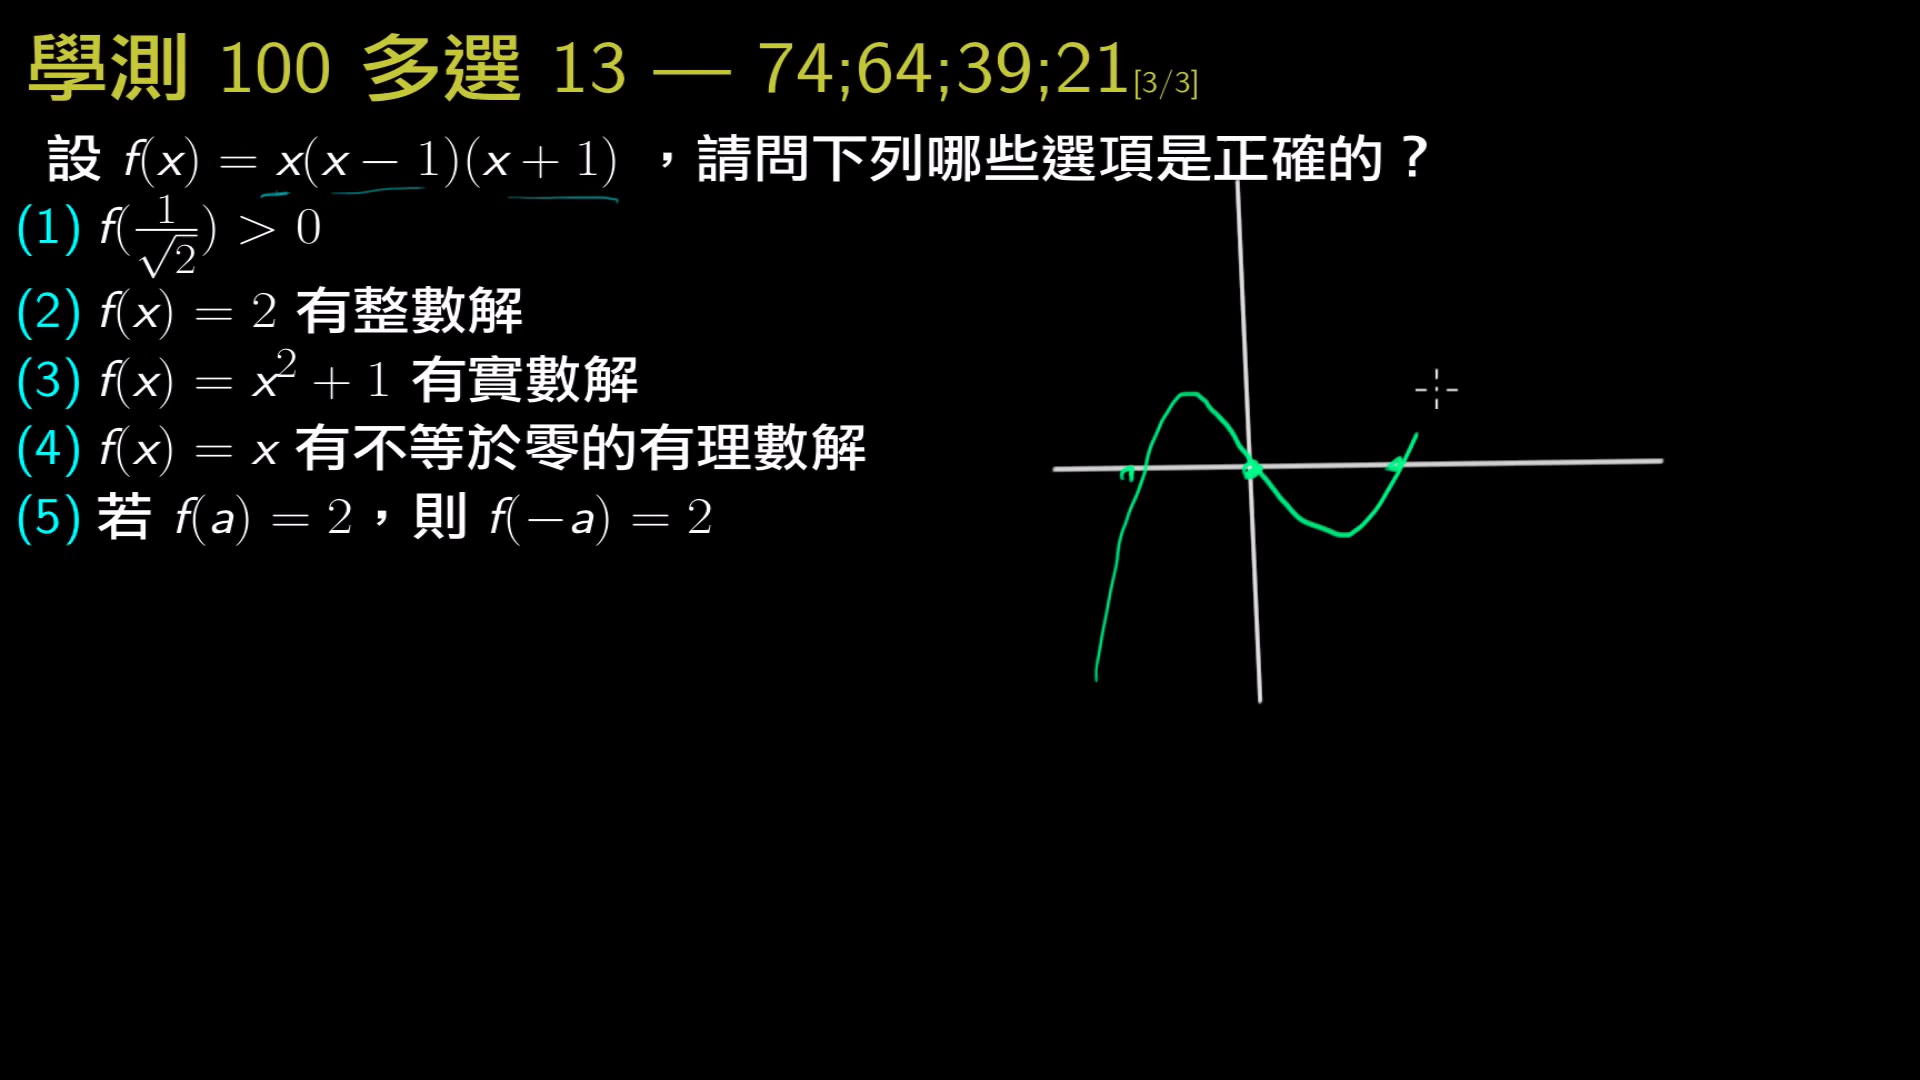 學測 100 多選 13 — 74;64;39;21[3/3]
設 f(x) = x(x − 1)(x + 1) ，請問下列哪些選項是正確的？
(1) f(1/√2) > 0
(2) f(x) = 2 有整數解
(3) f(x) = x² + 1 有實數解
(4) f(x) = x 有不等於零的有理數解
(5) 若 f(a) = 2，則 f(−a) = 2